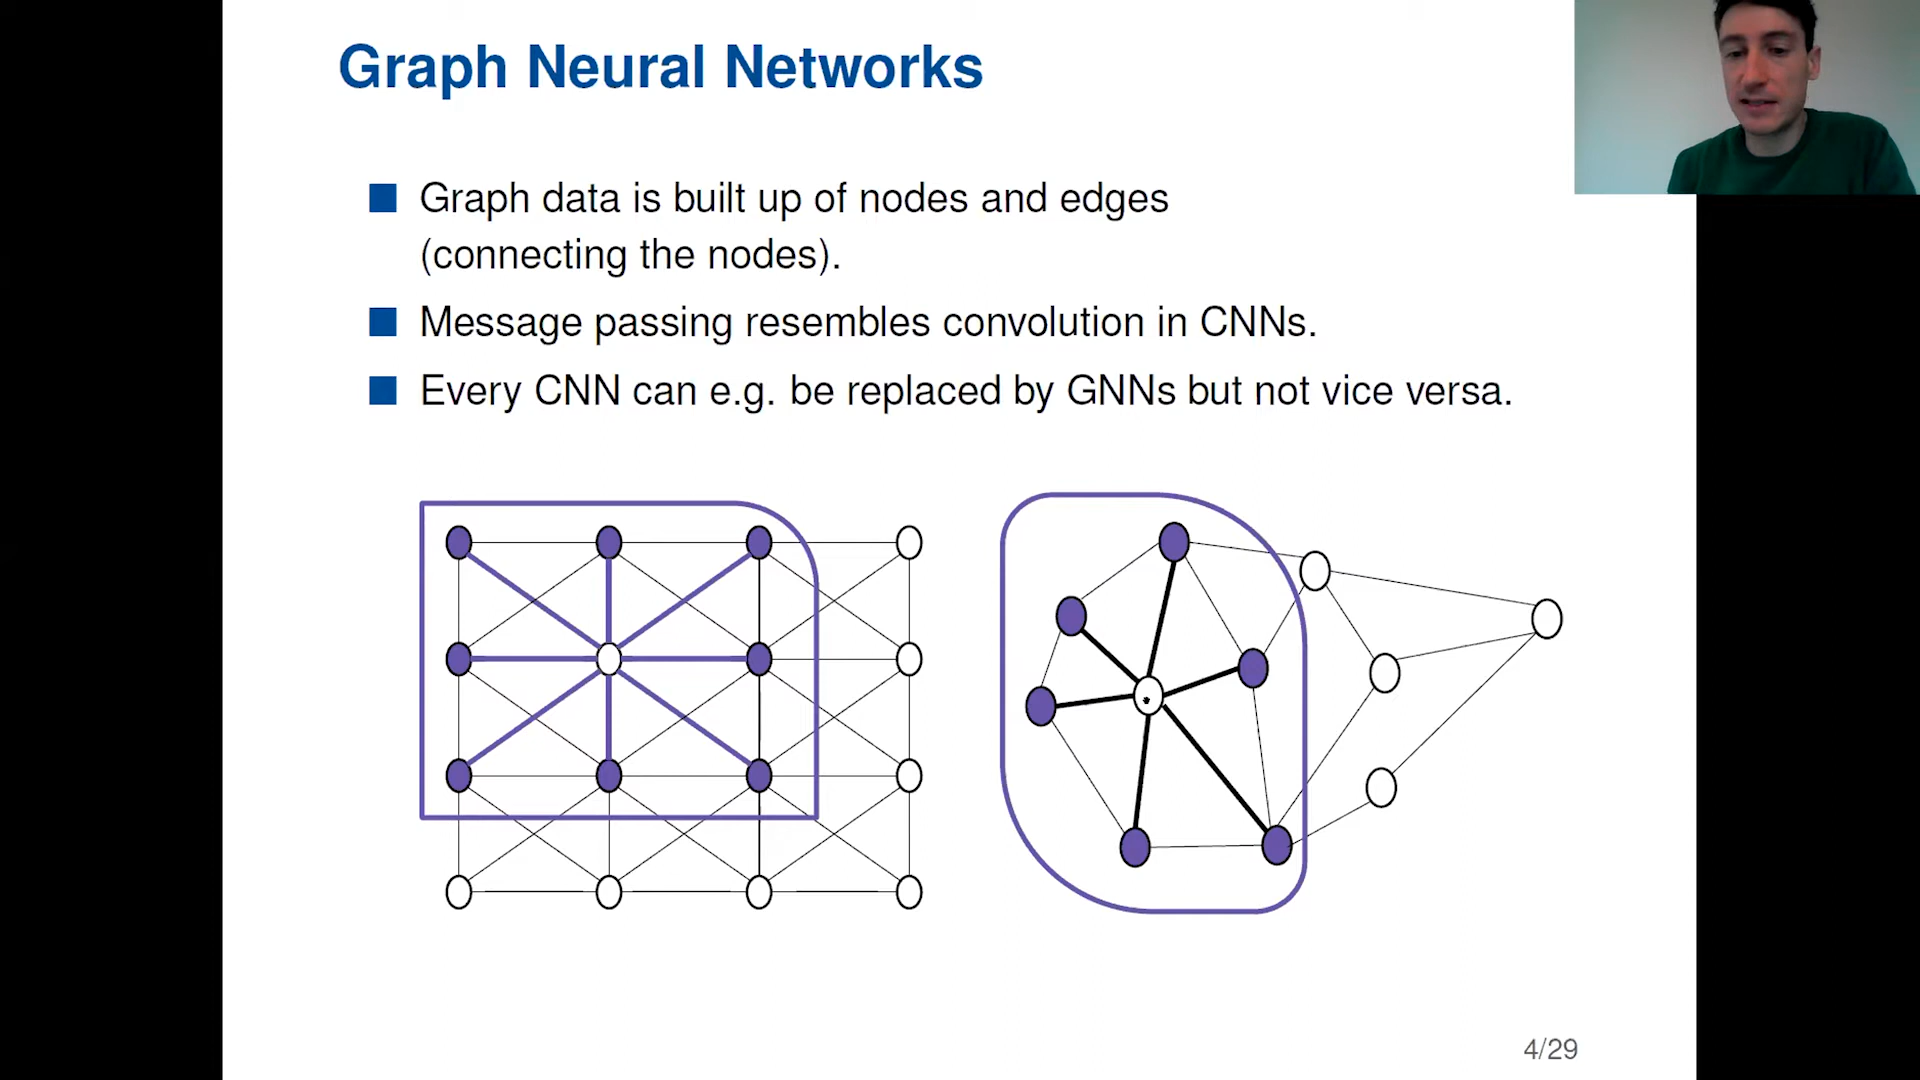 Graph Neural Networks
Graph data is built up of nodes and edges
(connecting the nodes).
Message passing resembles convolution in CNNs.
Every CNN can e.g. be replaced by GNNs but not vice versa.
4/29